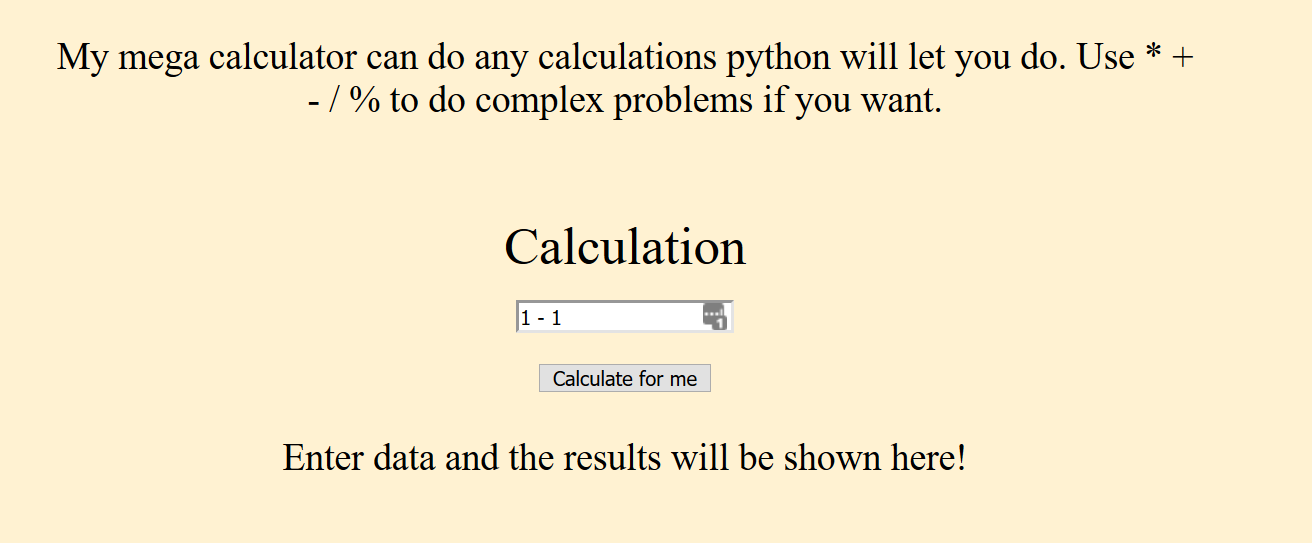 My mega calculator can do any calculations python will let you do. Use * +
- / % to do complex problems if you want.
Calculation
1 - 1
1
Calculate for me
Enter data and the results will be shown here!